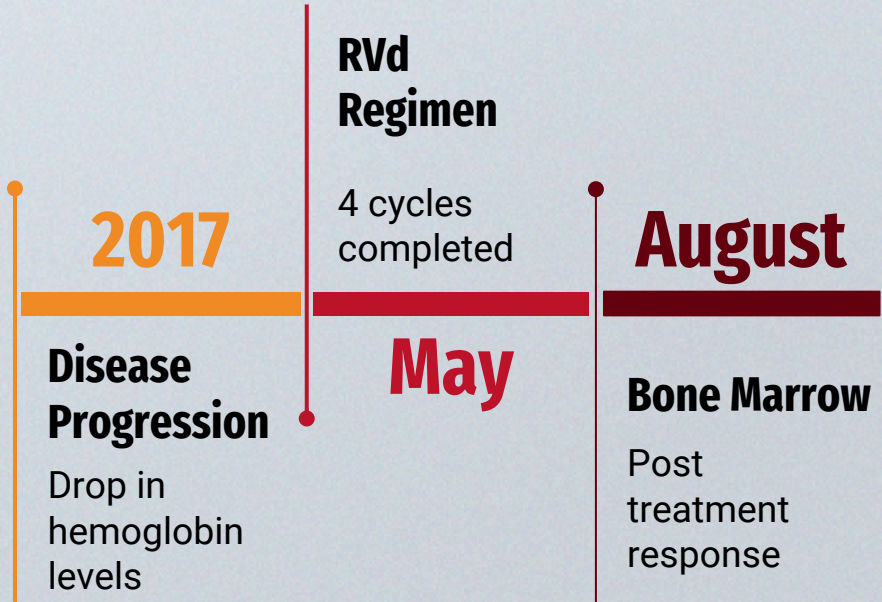 2017
Disease
Progression
Drop in
hemoglobin
levels
RVd
Regimen
4 cycles
completed
May
August
Bone Marrow
Post
treatment
response